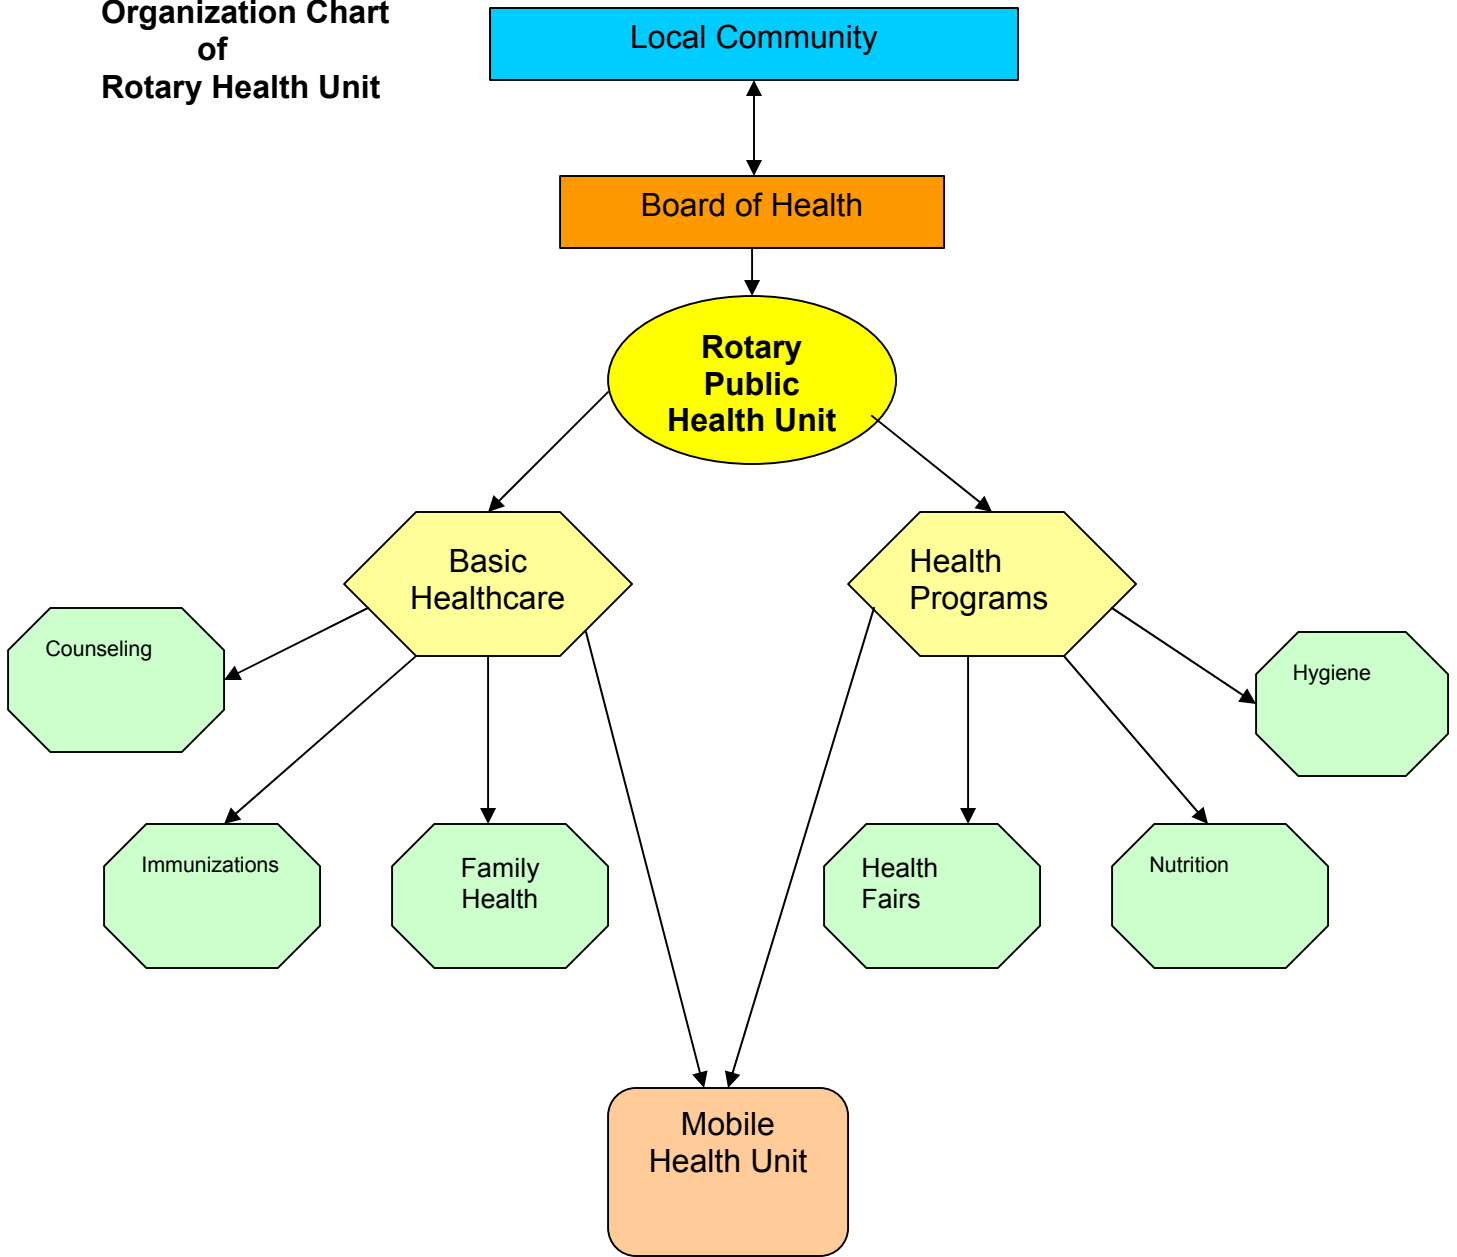 Organization Chart
of
Rotary Health Unit
Local Community
Board of Health
Rotary
Public
Health Unit
Basic
Healthcare
Health
Programs
Counseling
Hygiene
Immunizations
Family
Health
Health
Fairs
Nutrition
Mobile
Health Unit